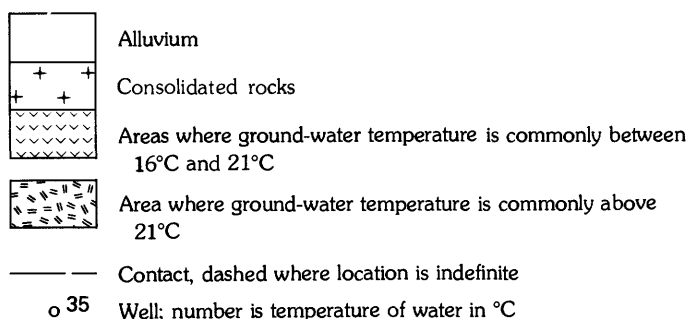 Alluvium
Consolidated rocks
Areas where ground-water temperature is commonly between
16°C and 21°C
Area where ground-water temperature is commonly above
21°C
Contact, dashed where location is indefinite
o 35 Well; number is temperature of water in °C